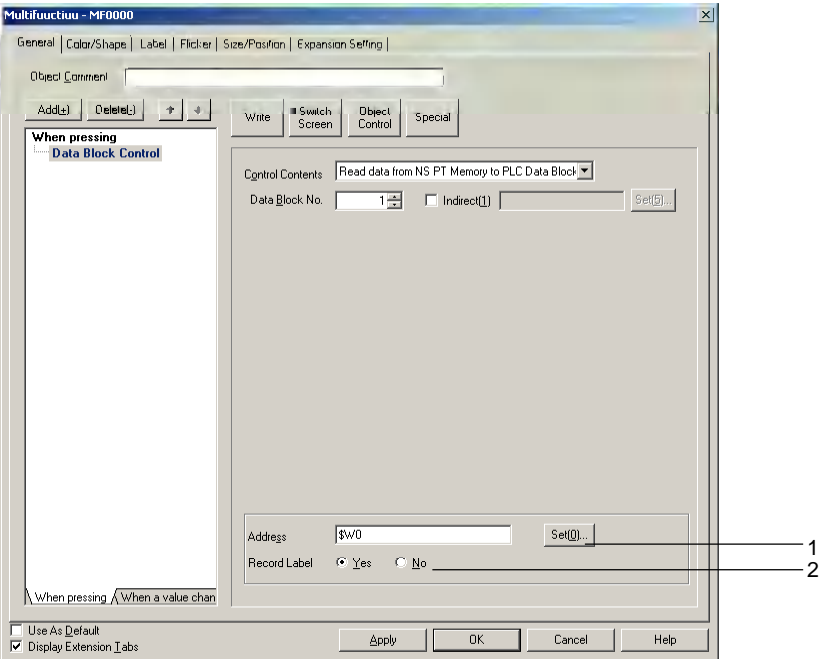 Multifuuctiuu - MF0000
General Color/Shape Label Flicker Size/Position Expansion Setting
Object Comment
Add(+) Delete(-)
Write Switch Screen Object Control Special
When pressing
Data Block Control
Control Contents Read data from NS PT Memory to PLC Data Block
Data Block No. 1 Indirect(1) Set(5)...
Address $W0 Set(0)... 1
Record Label Yes No 2
When pressing When a value chan
Use As Default
Display Extension Tabs
Apply OK Cancel Help